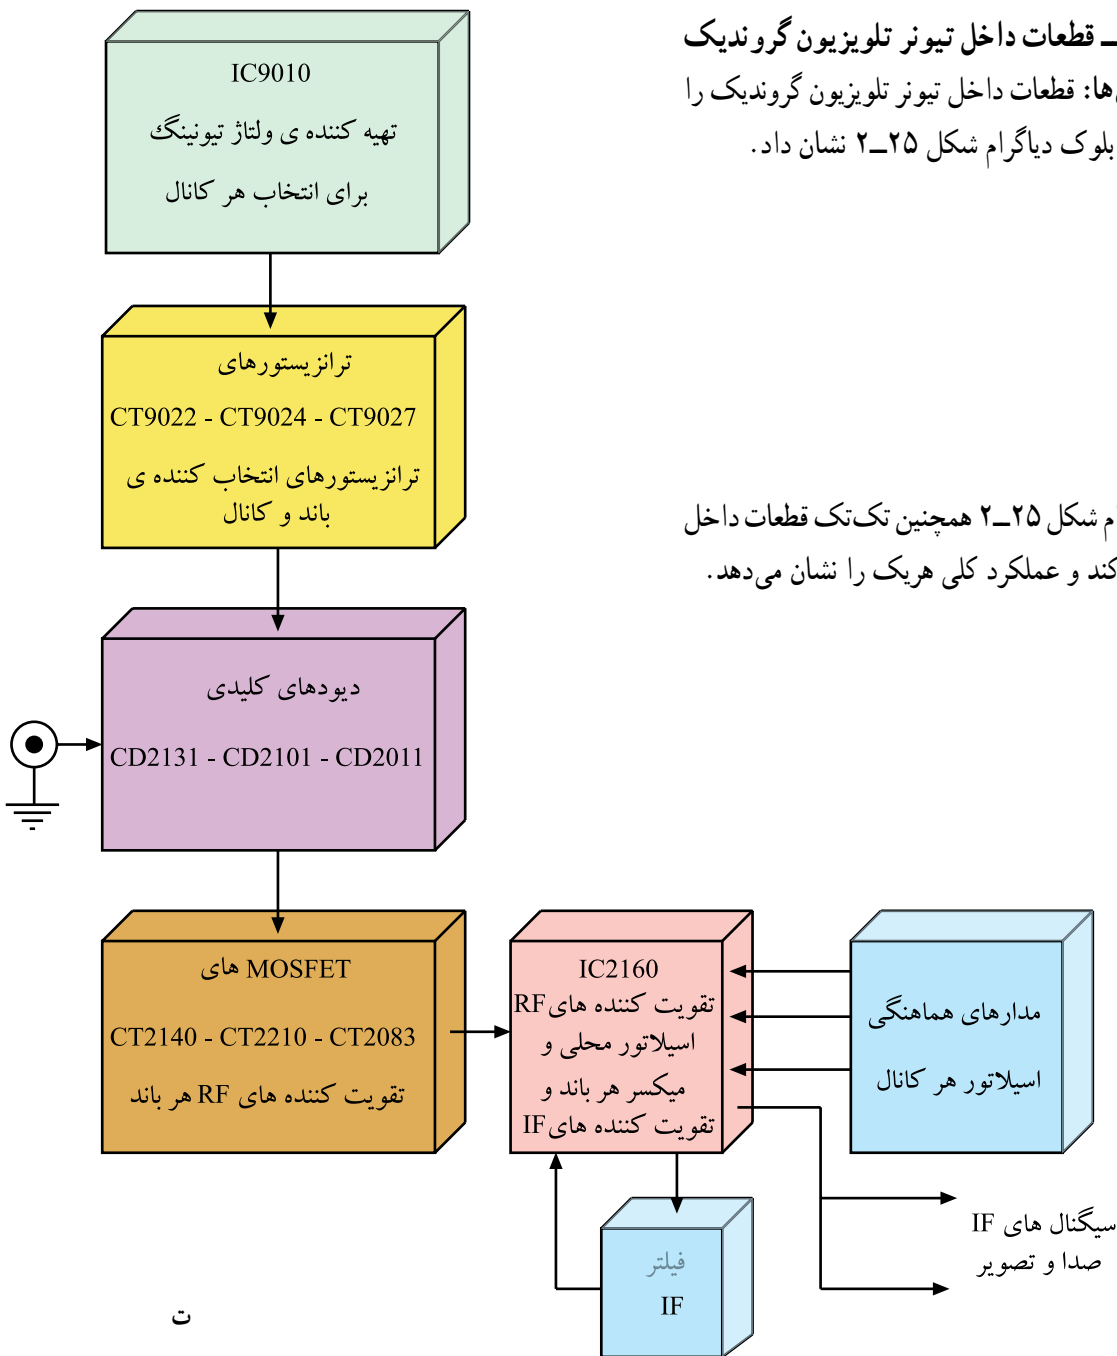 ـ قطعات داخل تیونر تلویزیون گروندیک
ها: قطعات داخل تیونر تلویزیون گروندیک را
بلوک دیاگرام شکل ۲۵ــ۲ نشان داد.
IC9010
تهیه کننده ی ولتاژ تیونینگ
برای انتخاب هر کانال
ترانزیستورهای
CT9022 - CT9024 - CT9027
ترانزیستورهای انتخاب کننده ی
باند و کانال
شکل ۲۵ــ۲ همچنین تک‌تک قطعات داخل
کند و عملکرد کلی هریک را نشان می‌دهد.
دیودهای کلیدی
CD2131 - CD2101 - CD2011
MOSFET های
CT2140 - CT2210 - CT2083
تقویت کننده های RF هر باند
IC2160
تقویت کننده های RF
اسیلاتور محلی و
میکسر هر باند و
تقویت کننده های IF
مدارهای هماهنگی
اسیلاتور هر کانال
فیلتر
IF
سیگنال های IF
صدا و تصویر
ت